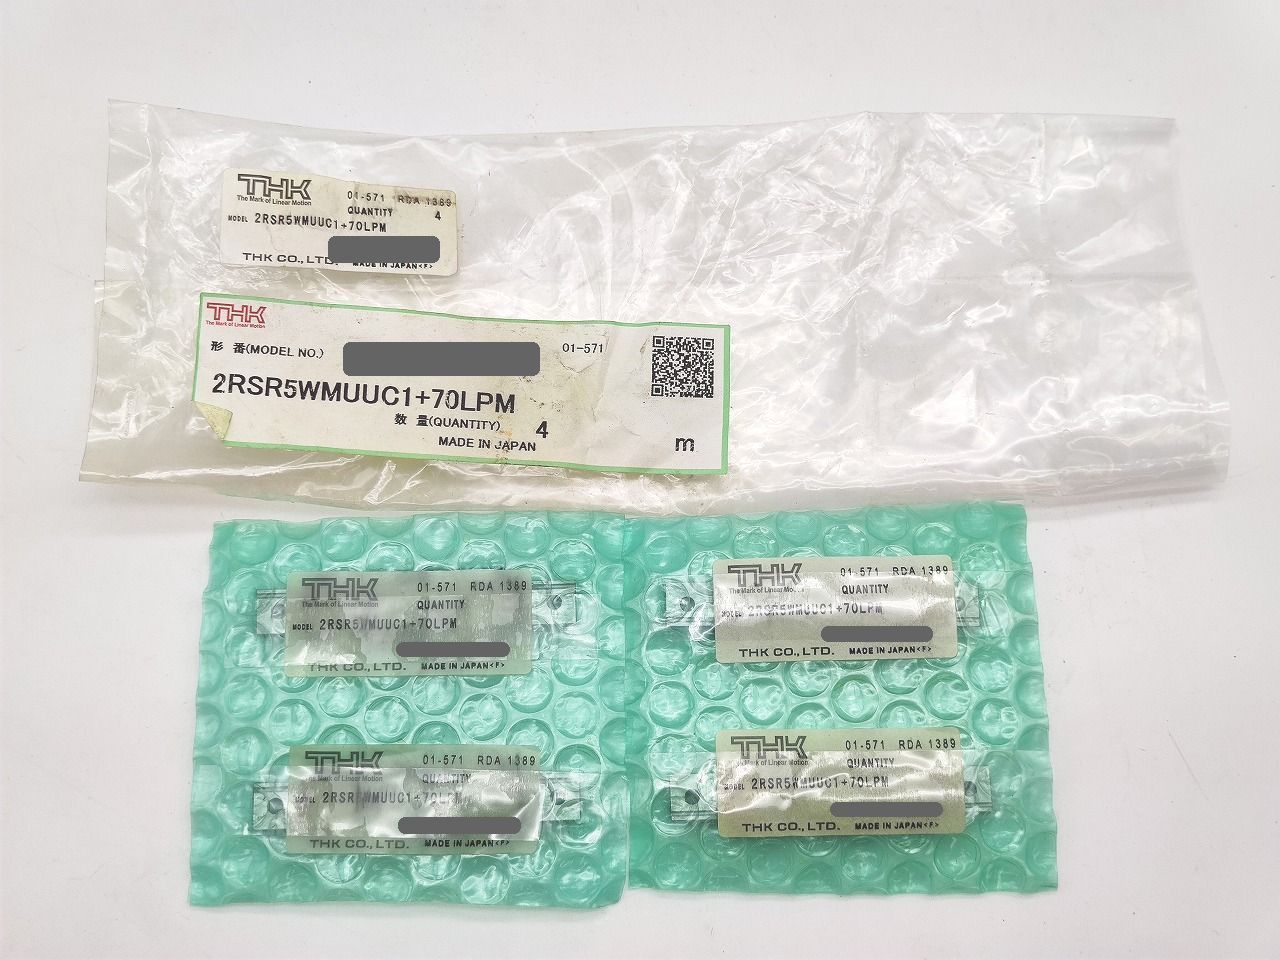 THK
The Mark of Linear Motion
01-571 RDA 1389
QUANTITY 4
MODEL 2RSR5WMUUC1+70LPM
THK CO., LTD.
MADE IN JAPAN<F>
THK
The Mark of Linear Motion
形 番(MODEL NO.)
01-571
2RSR5WMUUC1+70LPM
数 量(QUANTITY) 4
MADE IN JAPAN
m
THK
The Mark of Linear Motion
01-571 RDA 1389
QUANTITY
MODEL 2RSR5WMUUC1+70LPM
THK CO., LTD. MADE IN JAPAN<F>
THK
The Mark of Linear
01-571 RDA 1389
QUANTITY
MODEL 2RSR5WMUUC1+70LPM
THK CO., LTD. MADE IN JAPAN<F>
THK
The Mark of Linear Motion
01-571 RDA 1389
QUANTITY
MODEL 2RSR5WMUUC1+70LPM
THK CO., LTD. MADE IN JAPAN<F>
THK
The Mark of Linear Motion
01-571 RDA 1389
QUANTITY
MODEL 2RSR5WMUUC1+70LPM
THK CO., LTD. MADE IN JAPAN<F>